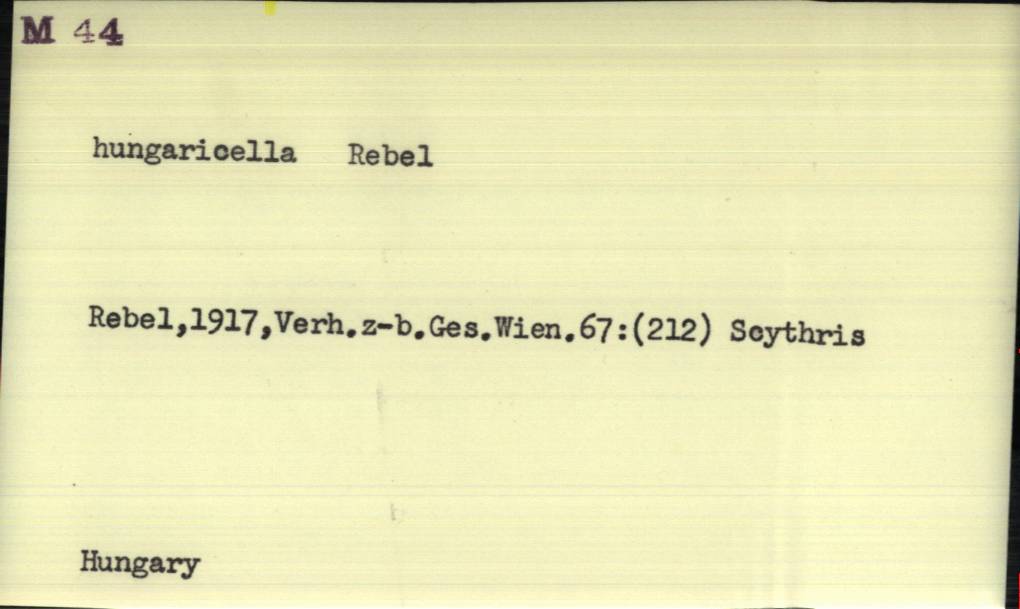 M 44
hungaricella Rebel
Rebel,1917,Verh.z-b.Ges.Wien.67:(212) Scythris
Hungary